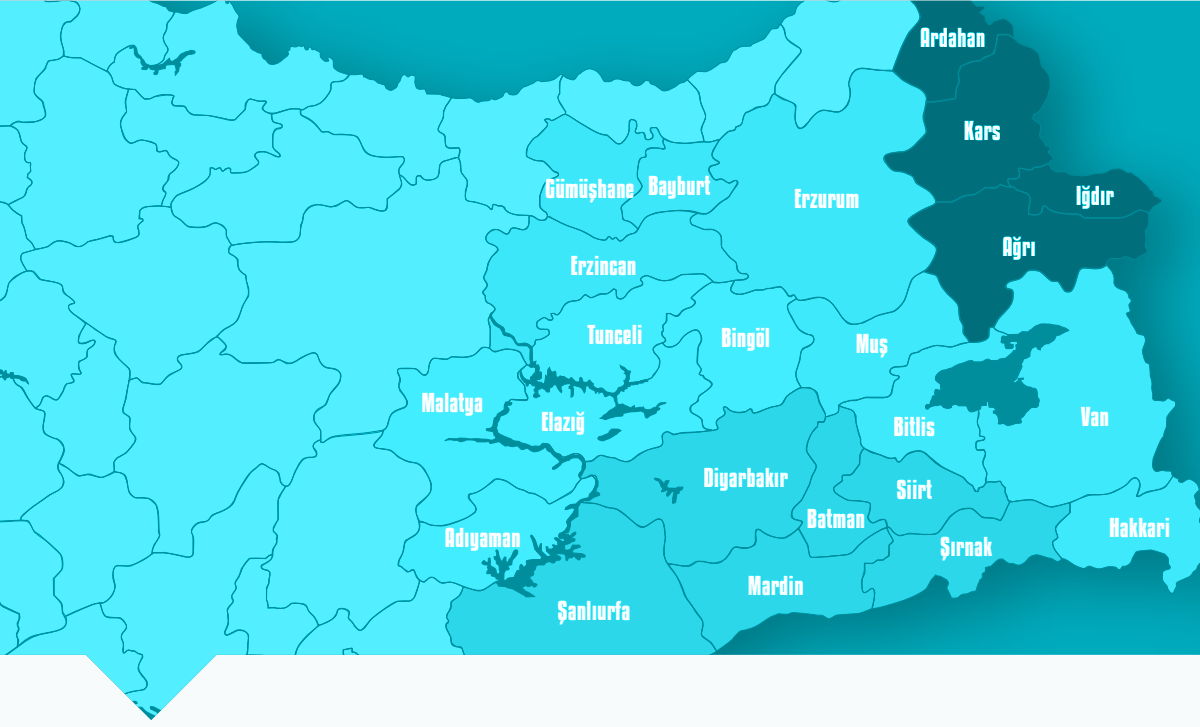 Ardahan
Kars
Gümüşhane
Bayburt
Erzurum
Iğdır
Ağrı
Erzincan
Tunceli
Bingöl
Muş
Malatya
Elazığ
Bitlis
Van
Diyarbakır
Siirt
Batman
Adıyaman
Şırnak
Hakkari
Mardin
Şanlıurfa